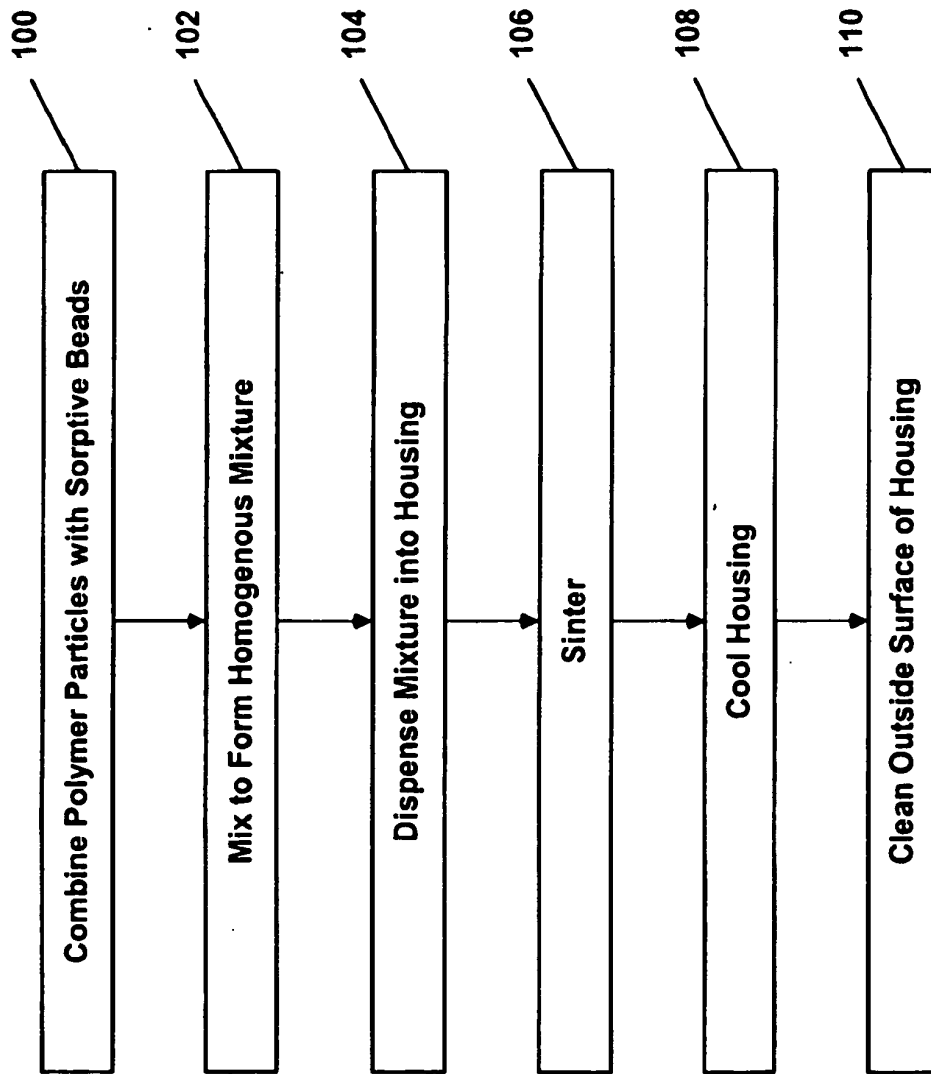 Combine Polymer Particles with Sorptive Beads
100
Mix to Form Homogenous Mixture
102
Dispense Mixture into Housing
104
Sinter
106
Cool Housing
108
Clean Outside Surface of Housing
110